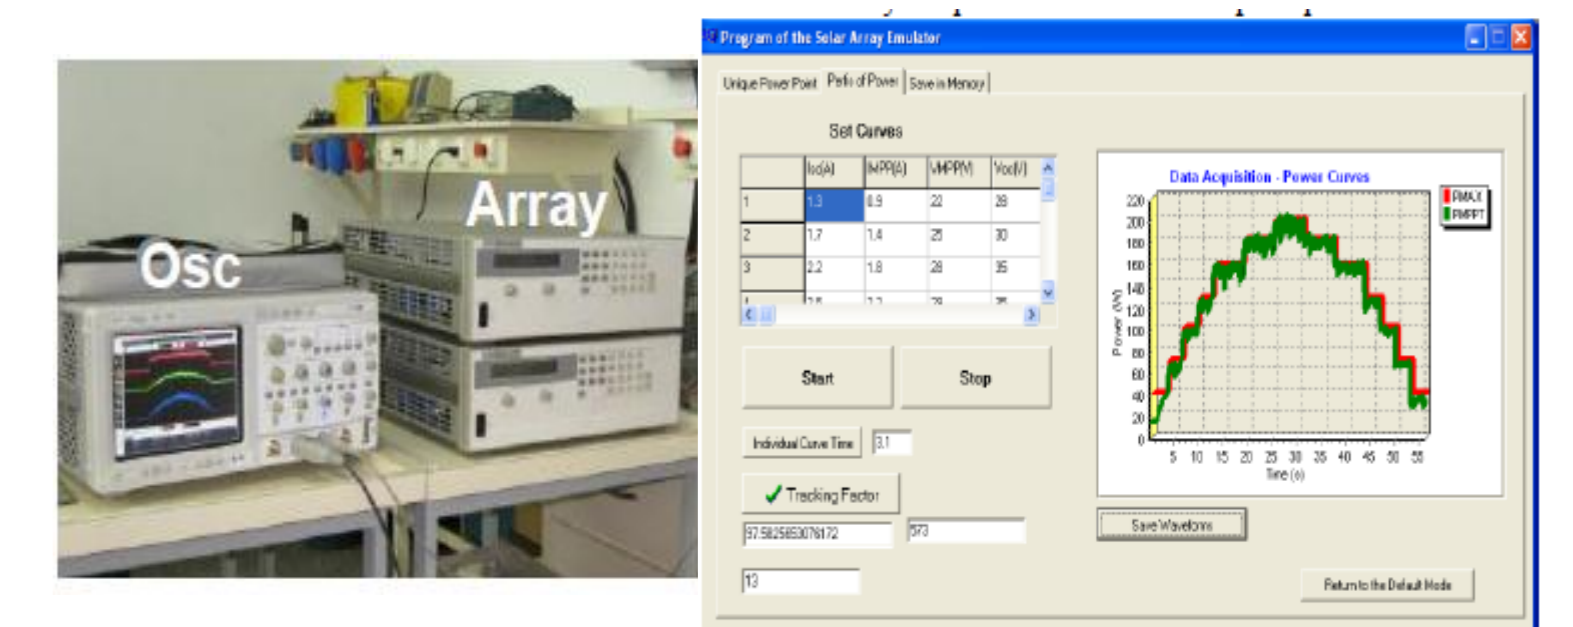 Osc
Array
Program of the Solar Array Emulator
Unique Power Point
Perfis of Power
Save in Memory
Set Curves
Isc(A) IMPP(A) VMPP(V) Voc(V)
1 1.3 0.9 22 28
2 1.7 1.4 25 30
3 2.2 1.8 28 35
Start
Stop
Individual Curve Time 3.1
Tracking Factor
97.5825853076172
573
13
Data Acquisition - Power Curves
PMAX
PMPPT
Power (W)
220
200
180
160
140
120
100
80
60
40
20
0
5 10 15 20 25 30 35 40 45 50 55
Time (s)
Save Waveforms
Return to the Default Mode